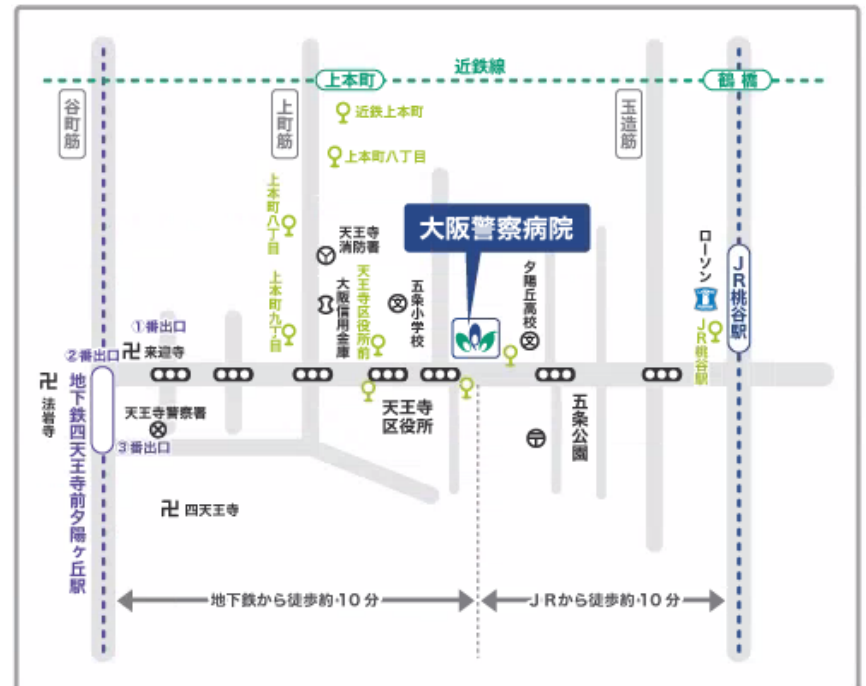 近鉄線
上本町
鶴橋
谷町筋
上町筋
玉造筋
近鉄上本町
上本町八丁目
上本町八丁目
天王寺
消防署
大阪警察病院
ローソン
JR桃谷駅
上本町九丁目
大阪信用金庫
天王寺区役所前
五条小学校
夕陽丘高校
JR桃谷駅
①番出口
②番出口
来迎寺
法岩寺
地下鉄四天王寺前夕陽ヶ丘駅
天王寺警察署
③番出口
天王寺
区役所
五条公園
四天王寺
地下鉄から徒歩約10分
JRから徒歩約10分